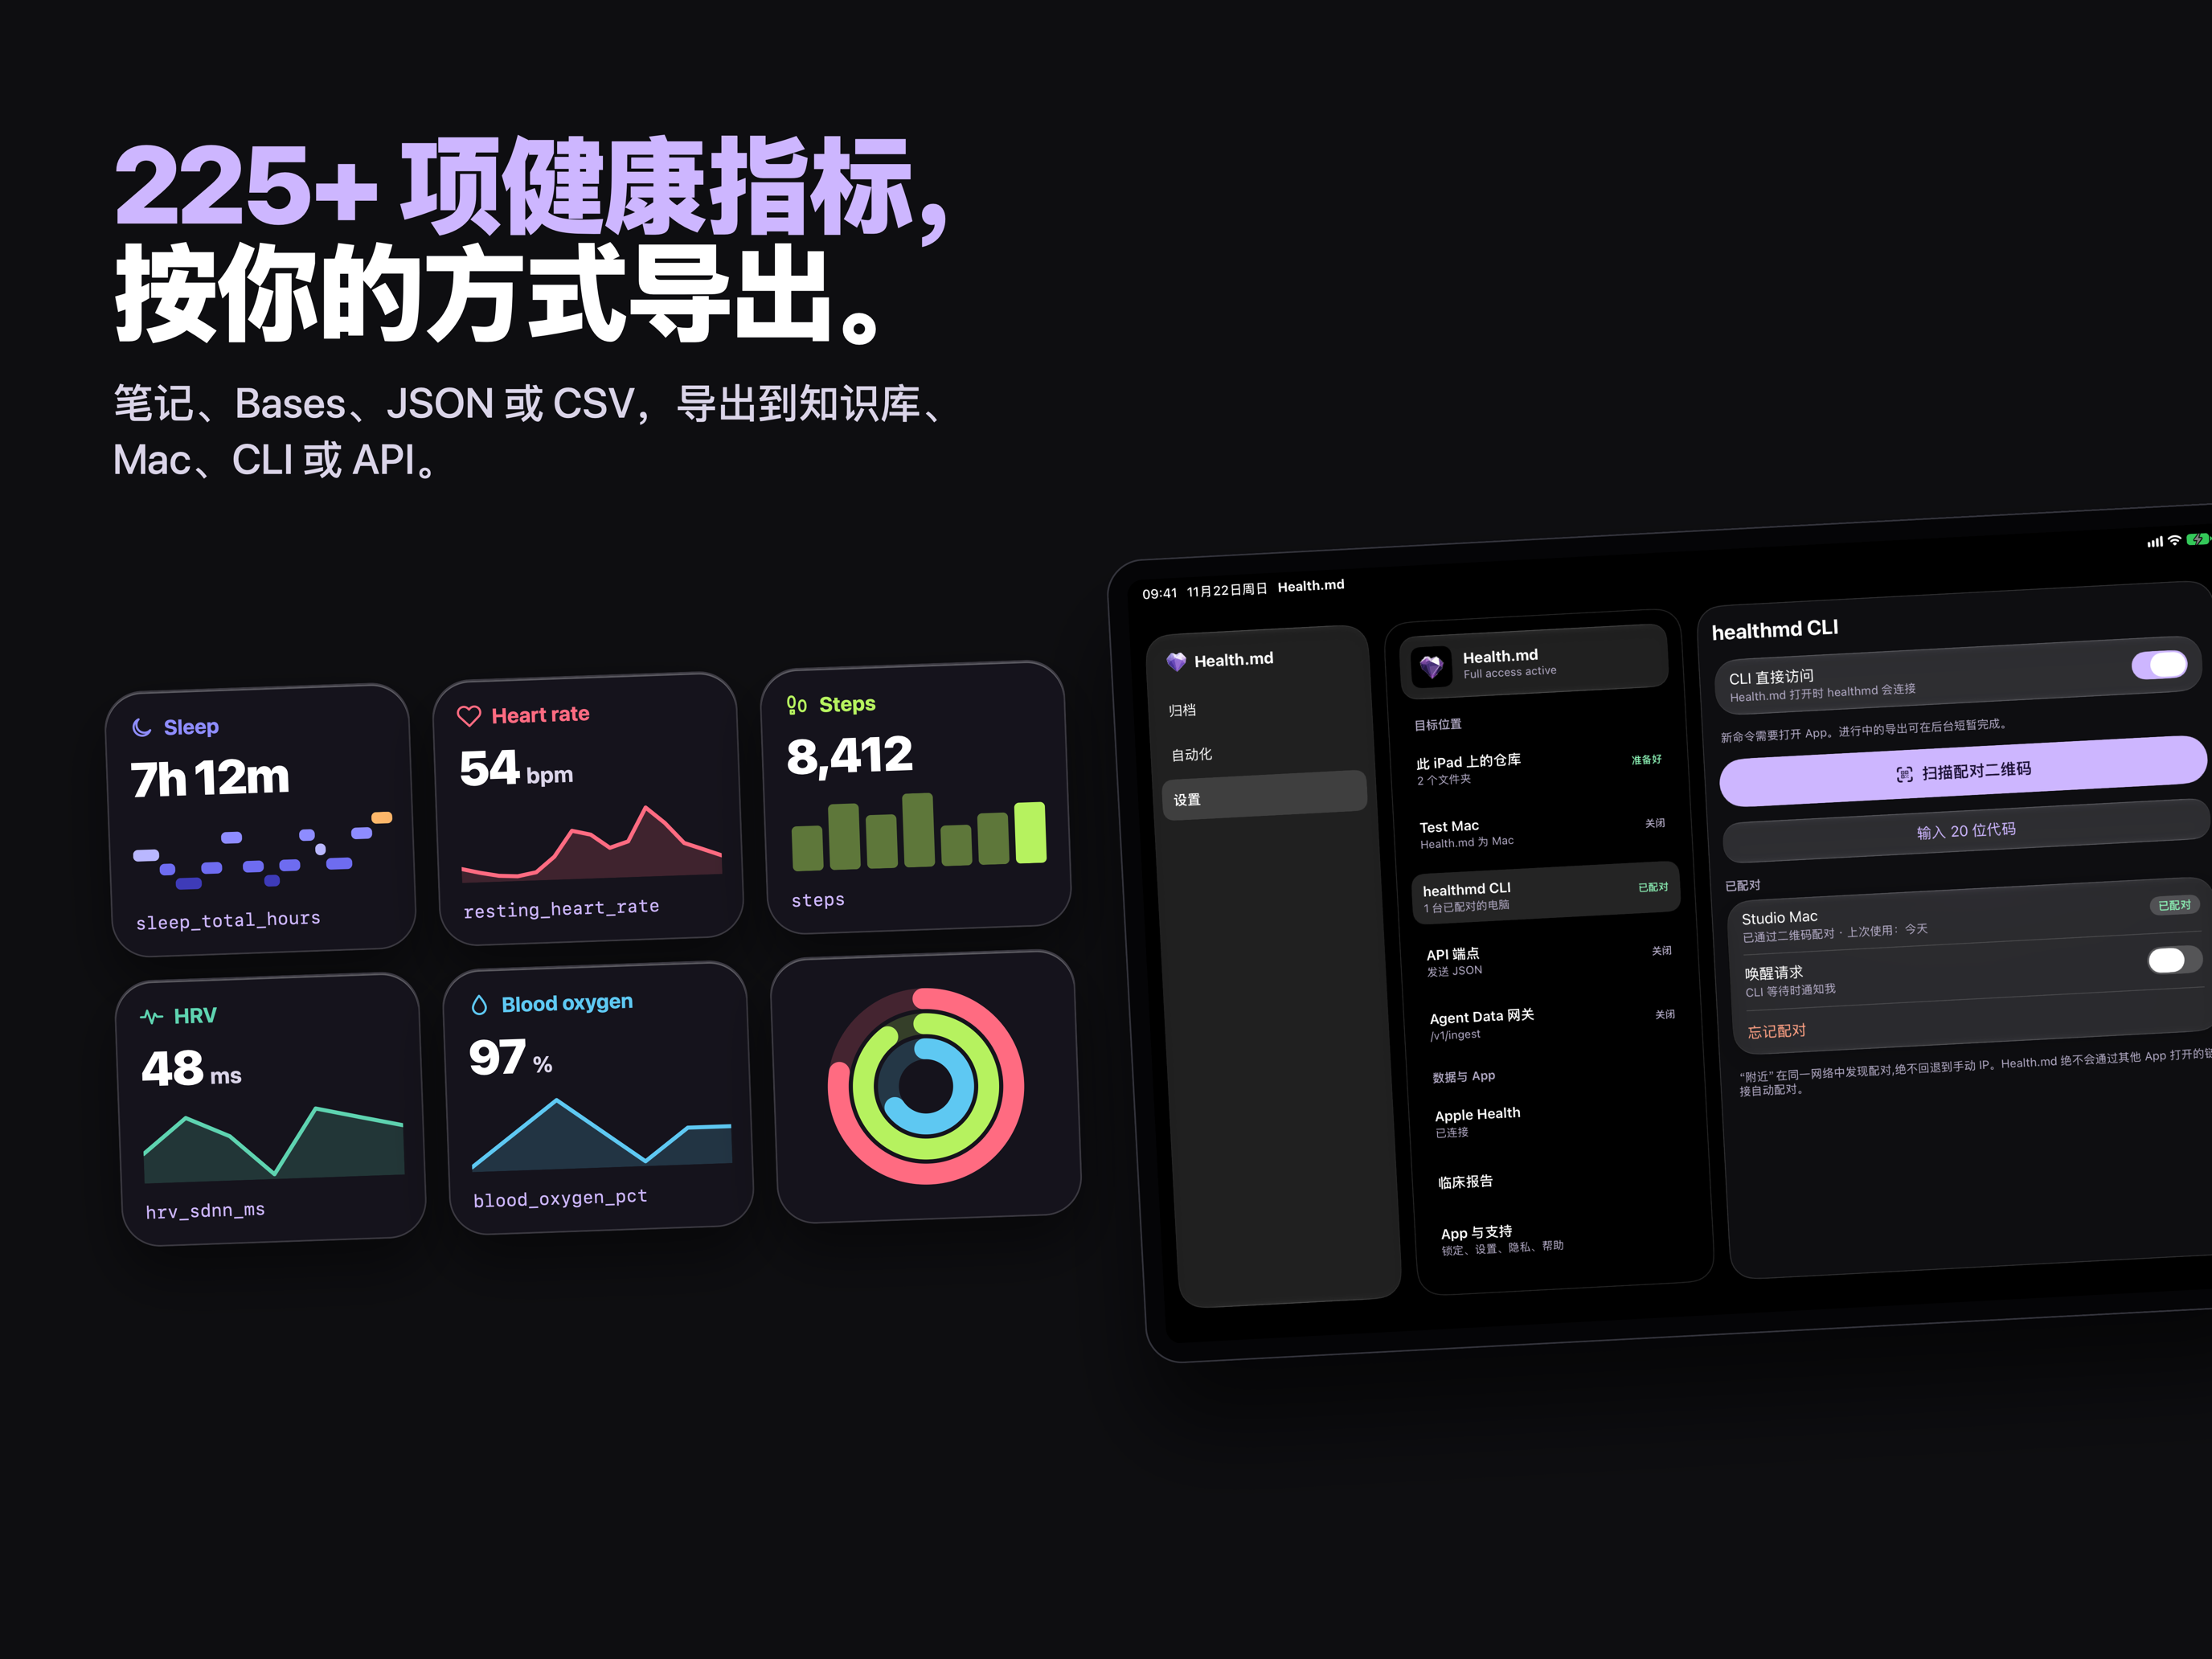 225+ 项健康指标，
按你的方式导出。
笔记、Bases、JSON 或 CSV，导出到知识库、
Mac、CLI 或 API。
Sleep
7h 12m
sleep_total_hours
Heart rate
54 bpm
resting_heart_rate
Steps
8,412
steps
HRV
48 ms
hrv_sdnn_ms
Blood oxygen
97 %
blood_oxygen_pct
09:41 11月22日周日 Health.md
Health.md
归档
自动化
设置
Health.md
Full access active
目标位置
此 iPad 上的仓库
2 个文件夹
准备好
Test Mac
Health.md 为 Mac
关闭
healthmd CLI
1 台已配对的电脑
已配对
API 端点
发送 JSON
关闭
Agent Data 网关
/v1/ingest
关闭
数据与 App
Apple Health
已连接
临床报告
App 与支持
锁定、设置、隐私、帮助
healthmd CLI
CLI 直接访问
Health.md 打开时 healthmd 会连接
新命令需要打开 App。进行中的导出可在后台短暂完成。
扫描配对二维码
输入 20 位代码
已配对
Studio Mac
已通过二维码配对 · 上次使用：今天
已配对
唤醒请求
CLI 等待时通知我
忘记配对
“附近”在同一网络中发现配对,绝不回退到手动 IP。Health.md 绝不会通过其他 App 打开的链
接自动配对。